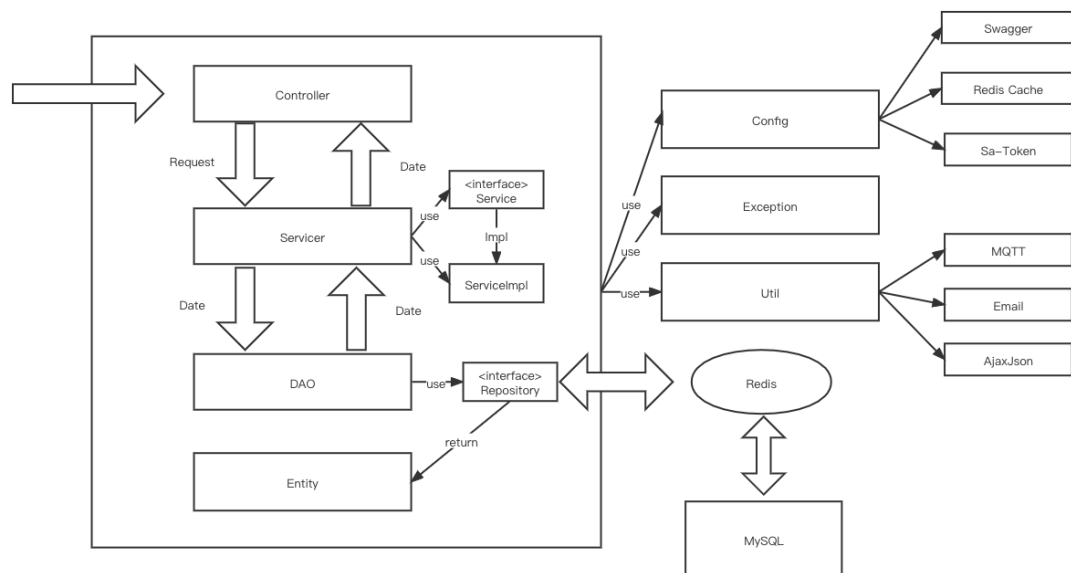 Swagger
Controller
Redis Cache
Config
Request
Date
Sa-Token
<interface>
Service
use
use
Exception
Servicer
Impl
use
use
MQTT
use
ServiceImpl
use
Util
Email
Date
Date
AjaxJson
DAO
use
<interface>
Repository
Redis
return
Entity
MySQL